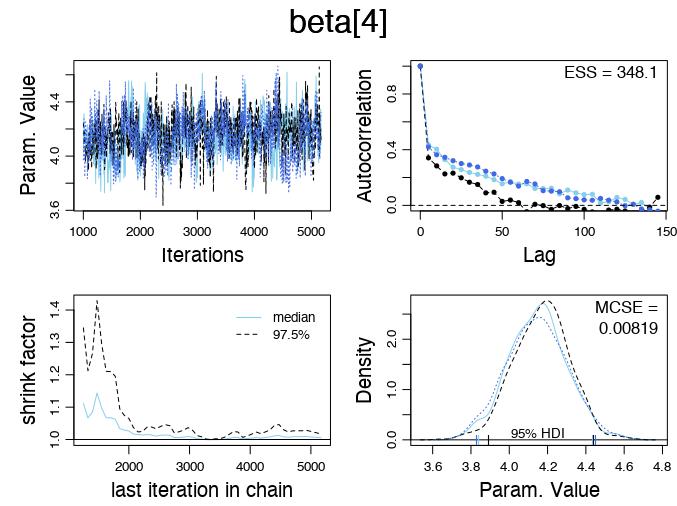 beta[4]
Param. Value
3.6 4.0 4.4
1000 2000 3000 4000 5000
Iterations
Autocorrelation
0.0 0.4 0.8
ESS = 348.1
0 50 100 150
Lag
shrink factor
1.0 1.1 1.2 1.3 1.4
median
97.5%
2000 3000 4000 5000
last iteration in chain
Density
0.0 1.0 2.0
MCSE =
0.00819
95% HDI
3.6 3.8 4.0 4.2 4.4 4.6 4.8
Param. Value